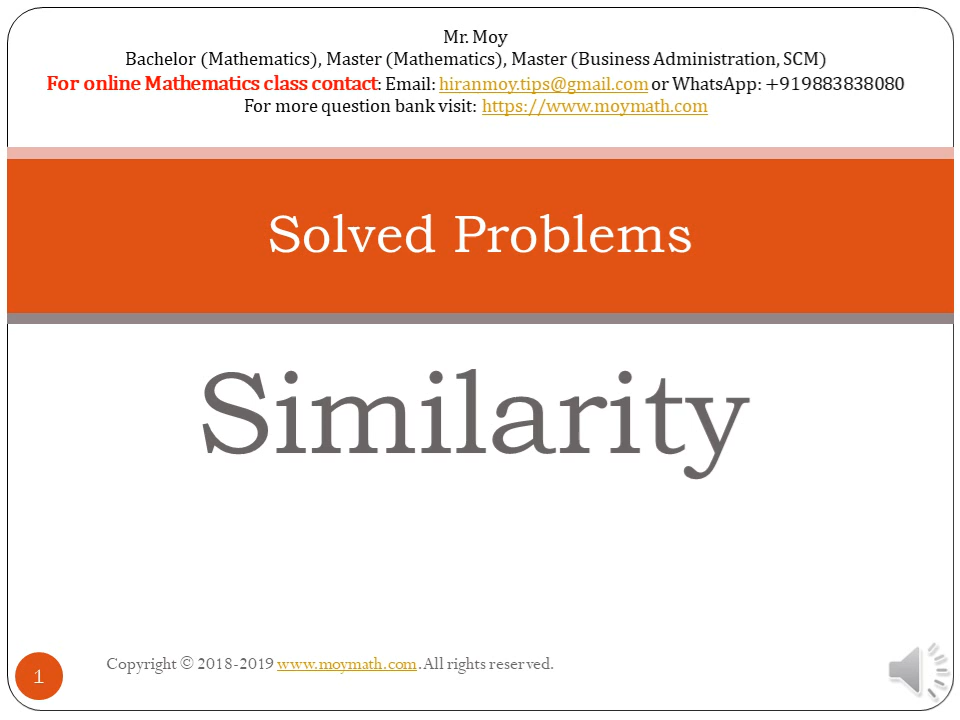 Mr. Moy
Bachelor (Mathematics), Master (Mathematics), Master (Business Administration, SCM)
For online Mathematics class contact: Email: hiranmoy.tips@gmail.com or WhatsApp: +919883838080
For more question bank visit: https://www.moymath.com
Solved Problems
Similarity
1
Copyright © 2018-2019 www.moymath.com. All rights reserved.